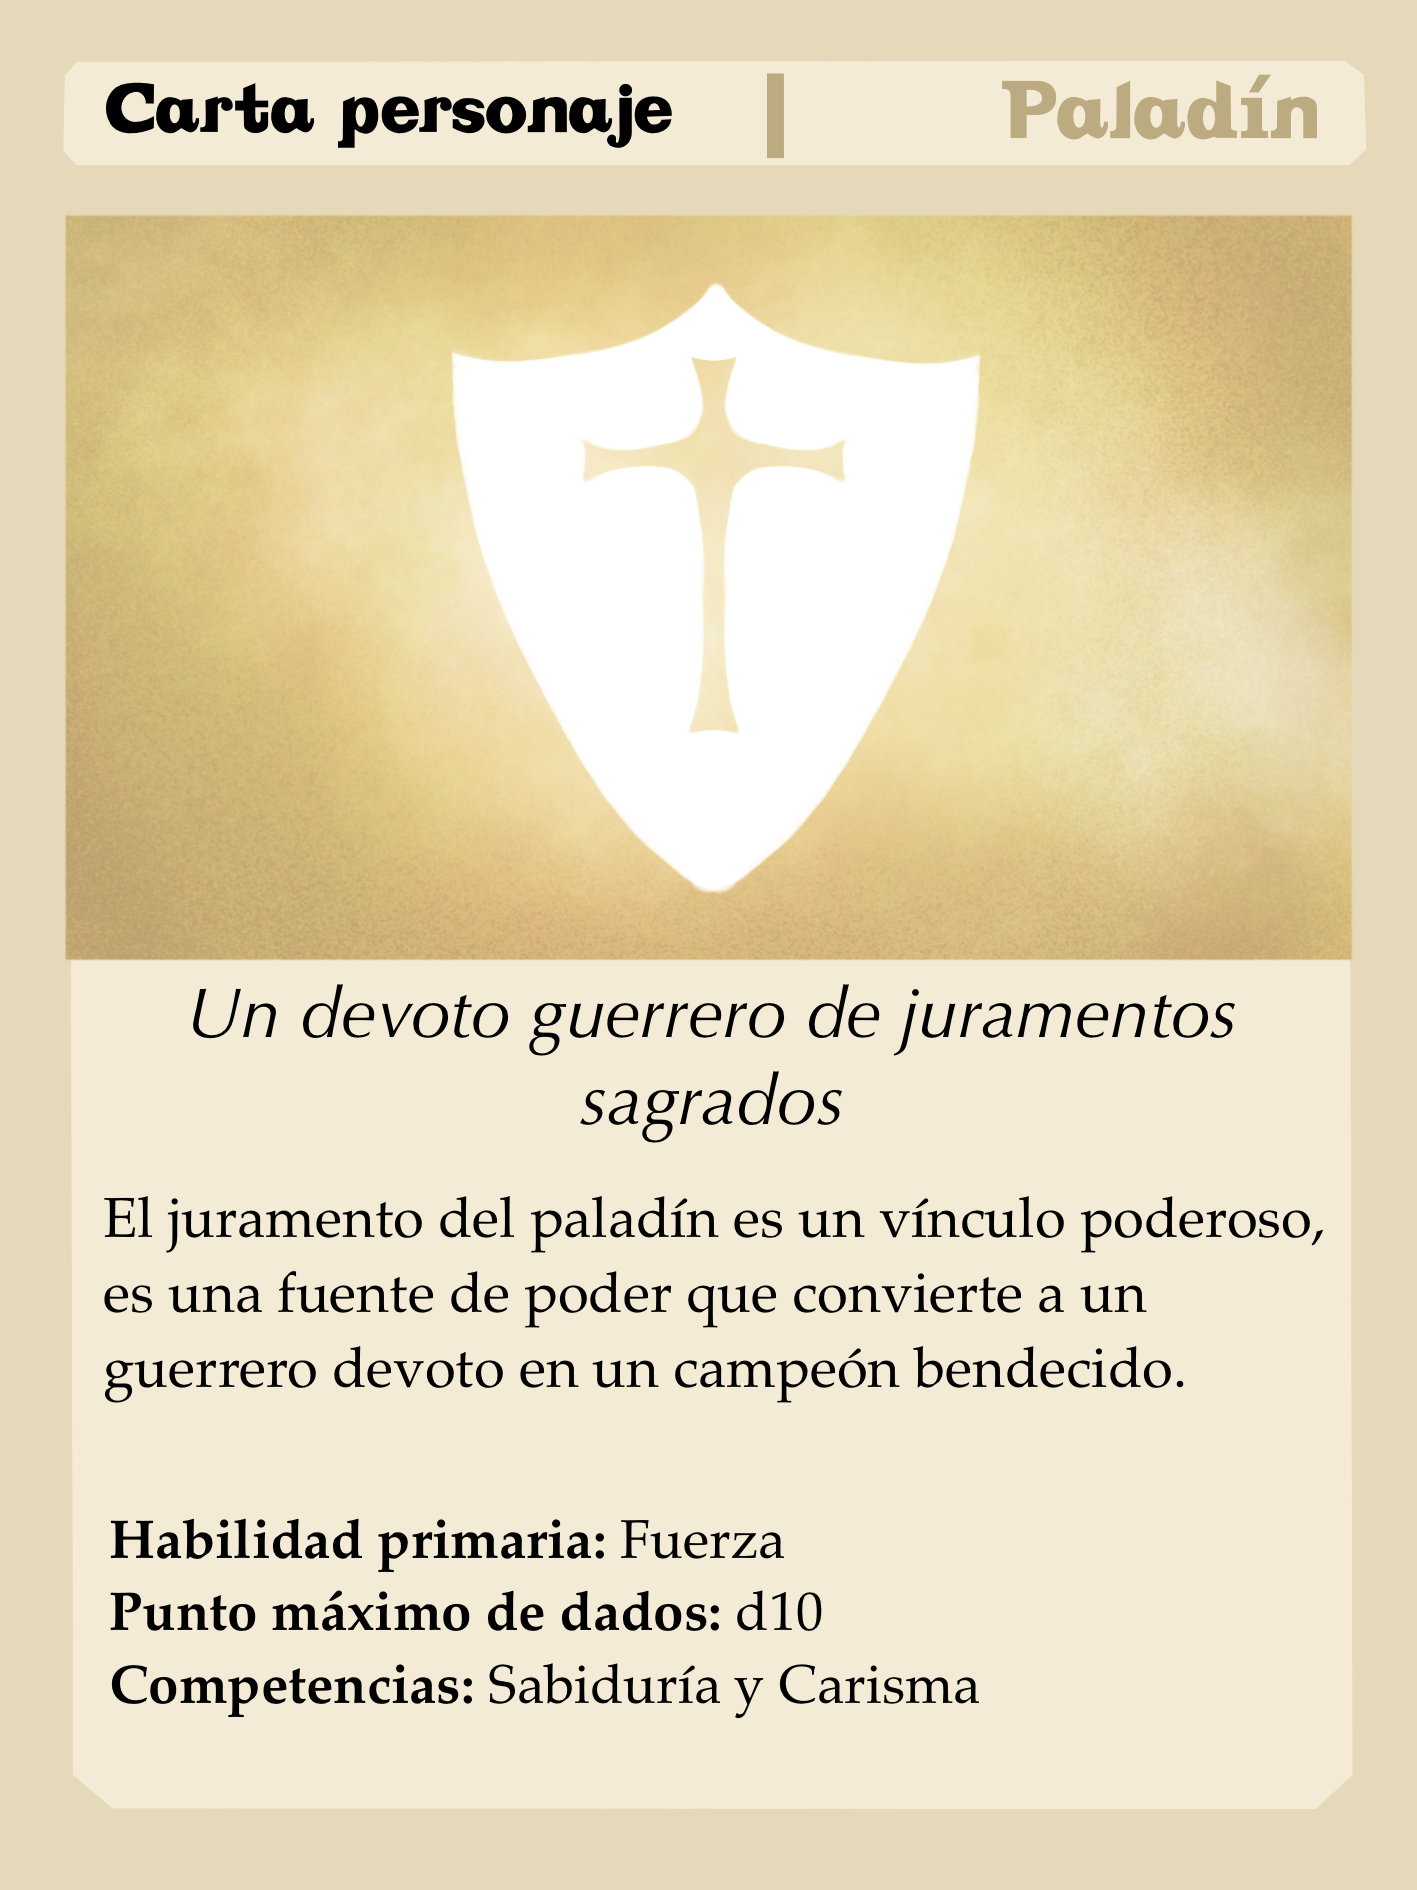 Carta personaje
Paladín
Un devoto guerrero de juramentos
sagrados
El juramento del paladín es un vínculo poderoso,
es una fuente de poder que convierte a un
guerrero devoto en un campeón bendecido.
Habilidad primaria: Fuerza
Punto máximo de dados: d10
Competencias: Sabiduría y Carisma